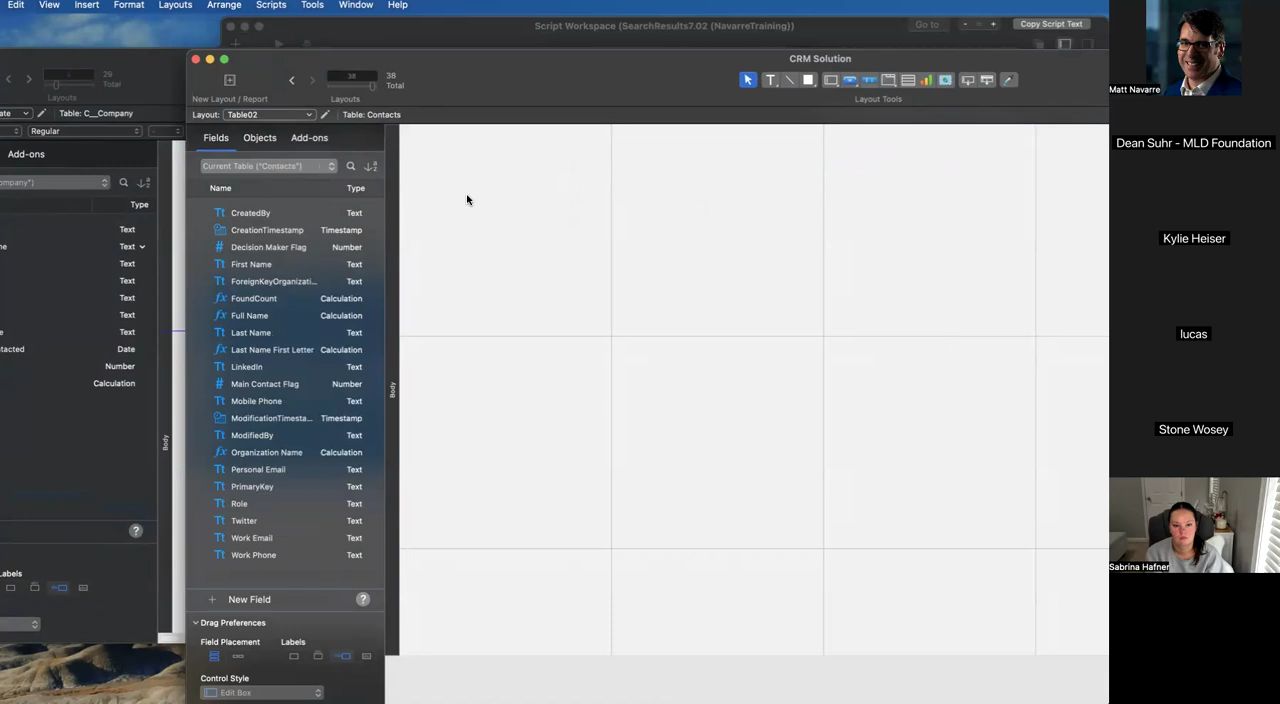 Edit View Insert Format Layouts Arrange Scripts Tools Window Help
Script Workspace (SearchResults7.02 (NavarreTraining))
Go to
- +
Copy Script Text
CRM Solution
29
Total
Layouts
38
38
Total
New Layout / Report
Layouts
Layout Tools
Table: C__Company
Layout: Table02
Table: Contacts
Regular
Add-ons
Fields Objects Add-ons
Current Table ("Contacts")
Name Type
Type
Text
Text
Text
Text
Text
Text
Text
Date
Number
Calculation
CreatedBy Text
CreationTimestamp Timestamp
Decision Maker Flag Number
First Name Text
ForeignKeyOrganizati... Text
FoundCount Calculation
Full Name Calculation
Last Name Text
Last Name First Letter Calculation
LinkedIn Text
Main Contact Flag Number
Mobile Phone Text
ModificationTimesta... Timestamp
ModifiedBy Text
Organization Name Calculation
Personal Email Text
PrimaryKey Text
Role Text
Twitter Text
Work Email Text
Work Phone Text
Body
Body
+ New Field ?
?
Labels
Drag Preferences
Field Placement Labels
Control Style
Edit Box
Matt Navarre
Dean Suhr - MLD Foundation
Kylie Heiser
lucas
Stone Wosey
Sabrina Hafner